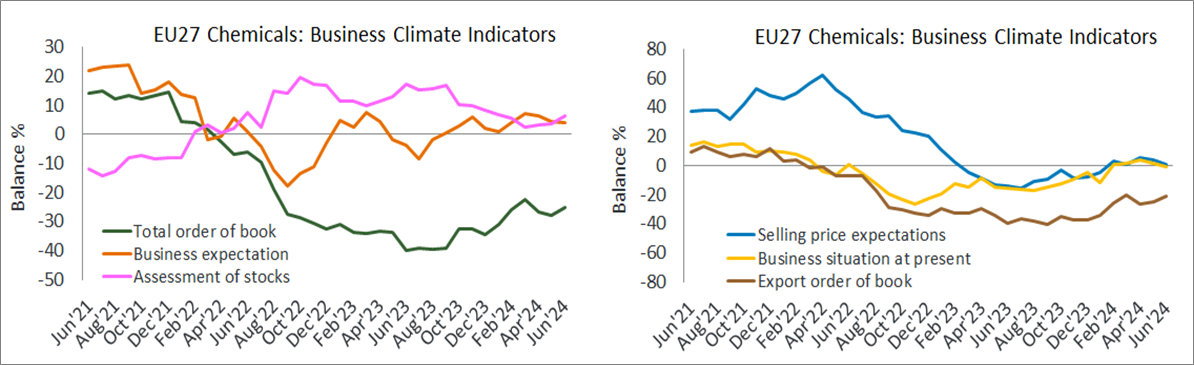 EU27 Chemicals: Business Climate Indicators
30
20
10
0
-10
-20
-30
-40
-50
Balance %
Total order of book
Business expectation
Assessment of stocks
Jun'21
Aug'21
Oct'21
Dec'21
Feb'22
Apr'22
Jun'22
Aug'22
Oct'22
Dec'22
Feb'23
Apr'23
Jun'23
Aug'23
Oct'23
Dec'23
Feb'24
Apr'24
Jun'24
EU27 Chemicals: Business Climate Indicators
80
60
40
20
0
-20
-40
-60
-80
Balance %
Selling price expectations
Business situation at present
Export order of book
Jun'21
Aug'21
Oct'21
Dec'21
Feb'22
Apr'22
Jun'22
Aug'22
Oct'22
Dec'22
Feb'23
Apr'23
Jun'23
Aug'23
Oct'23
Dec'23
Feb'24
Apr'24
Jun'24